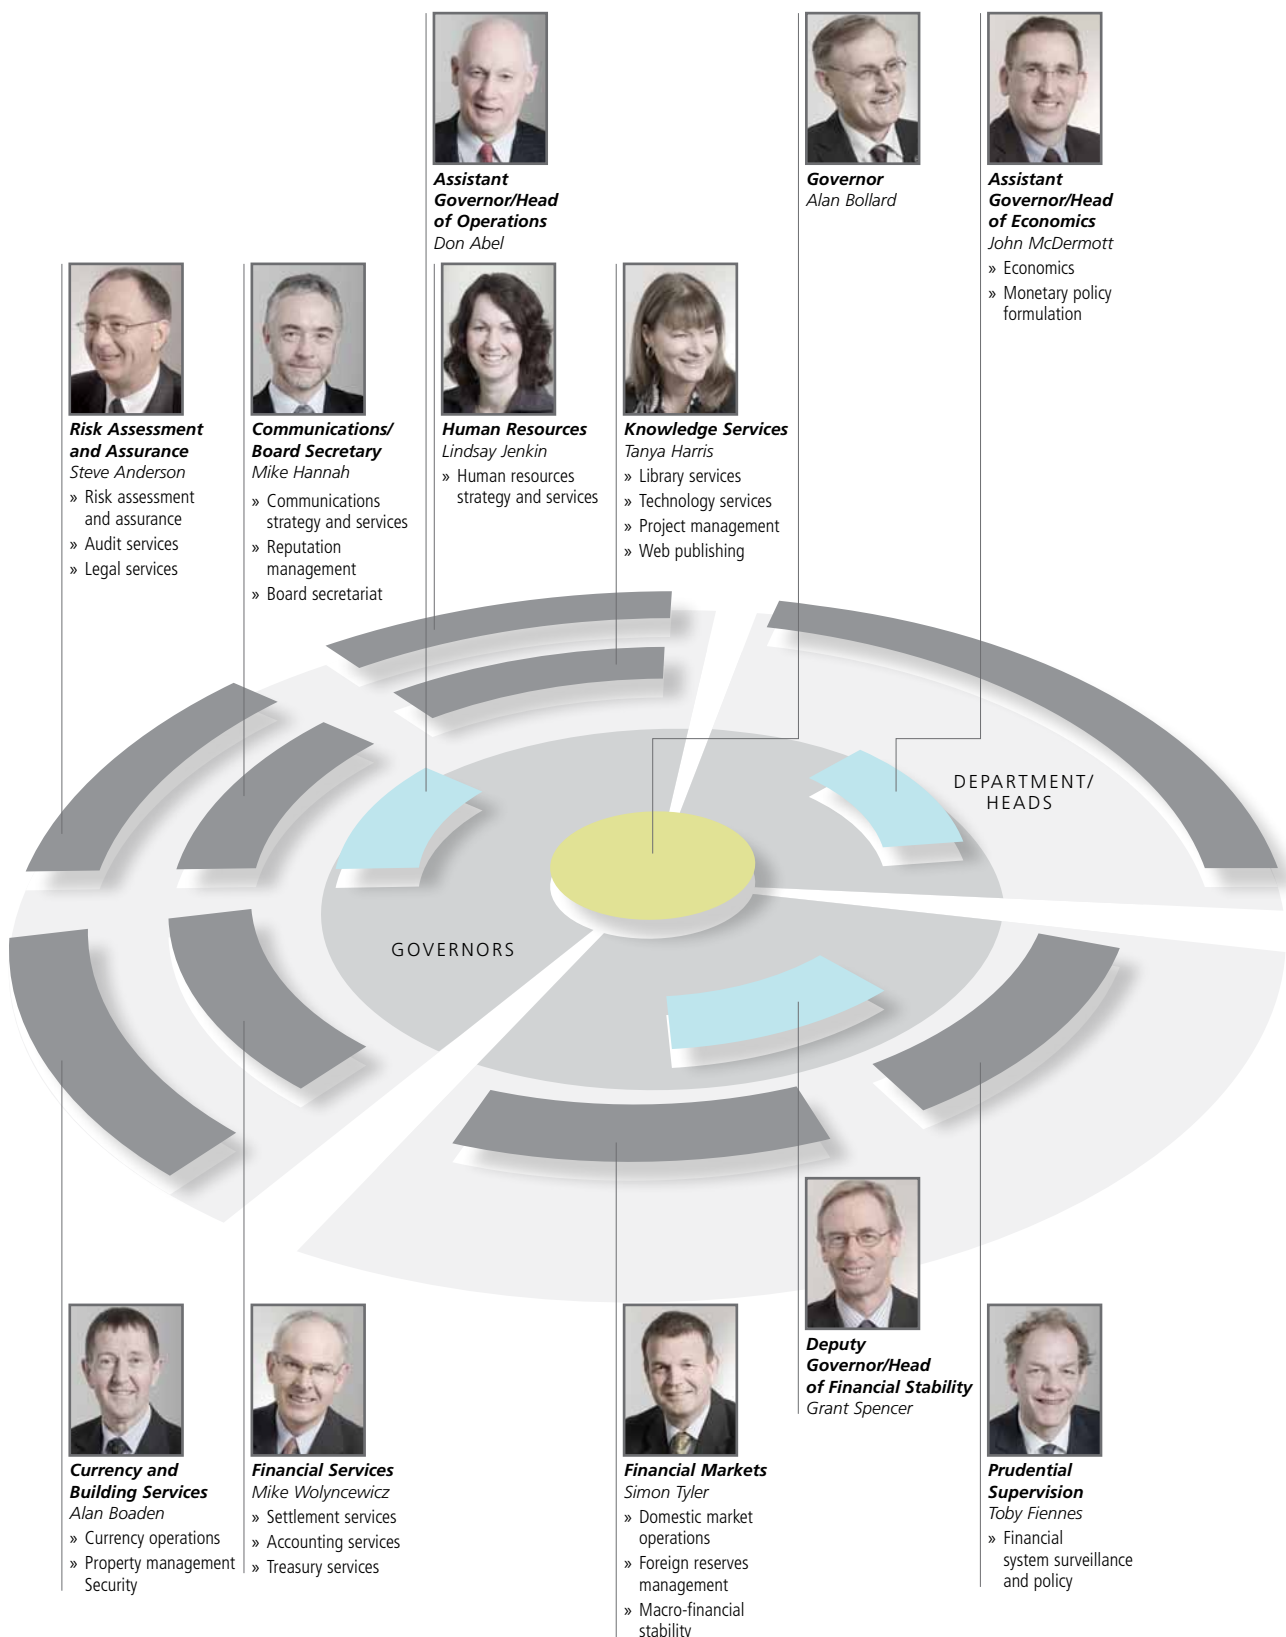 Assistant
Governor/Head
of Operations
Don Abel
Governor
Alan Bollard
Assistant
Governor/Head
of Economics
John McDermott
» Economics
» Monetary policy
formulation
Risk Assessment
and Assurance
Steve Anderson
» Risk assessment
and assurance
» Audit services
» Legal services
Communications/
Board Secretary
Mike Hannah
» Communications
strategy and services
» Reputation
management
» Board secretariat
Human Resources
Lindsay Jenkin
» Human resources
strategy and services
Knowledge Services
Tanya Harris
» Library services
» Technology services
» Project management
» Web publishing
DEPARTMENT/
HEADS
GOVERNORS
Deputy
Governor/Head
of Financial Stability
Grant Spencer
Currency and
Building Services
Alan Boaden
» Currency operations
» Property management
Security
Financial Services
Mike Wolyncewicz
» Settlement services
» Accounting services
» Treasury services
Financial Markets
Simon Tyler
» Domestic market
operations
» Foreign reserves
management
» Macro-financial
stability
Prudential
Supervision
Toby Fiennes
» Financial
system surveillance
and policy